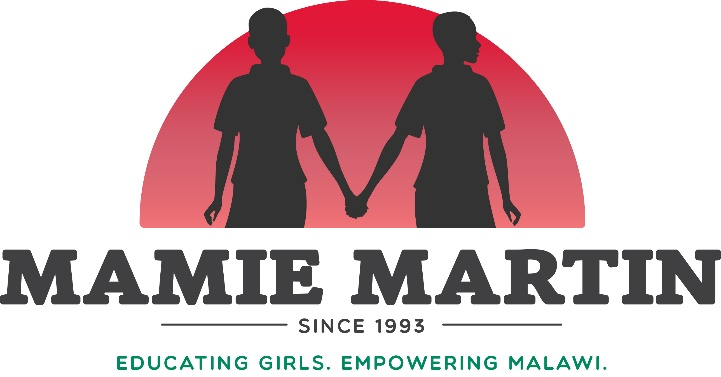 MAMIE MARTIN
SINCE 1993
EDUCATING GIRLS. EMPOWERING MALAWI.